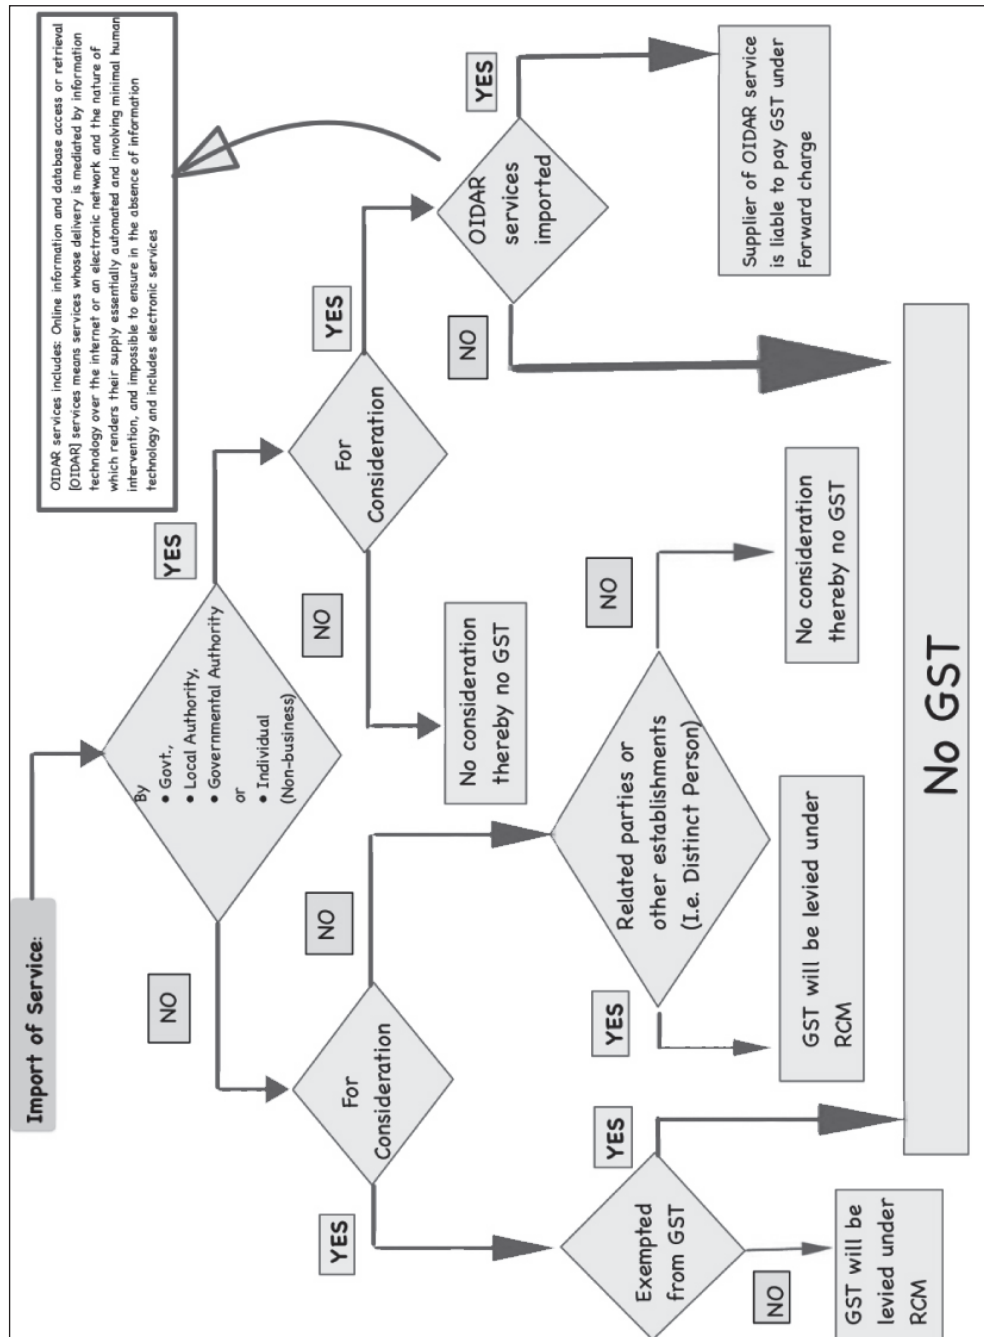 Import of Service:
OIDAR services includes: Online information and database access or retrieval
[OIDAR] services means services whose delivery is mediated by information
technology over the internet or an electronic network and the nature of
which renders their supply essentially automated and involving minimal human
intervention, and impossible to ensure in the absence of information
technology and includes electronic services
By
• Govt.,
• Local Authority,
• Governmental Authority
or
• Individual
(Non-business)
NO
YES
For
Consideration
For
Consideration
YES
NO
NO
YES
OIDAR
services
imported
YES
NO
No consideration
thereby no GST
Supplier of OIDAR service
is liable to pay GST under
Forward charge
Exempted
from GST
Related parties or
other establishments
(I.e. Distinct Person)
YES
NO
YES
NO
GST will be levied under
RCM
No consideration
thereby no GST
GST will be
levied under
RCM
No GST